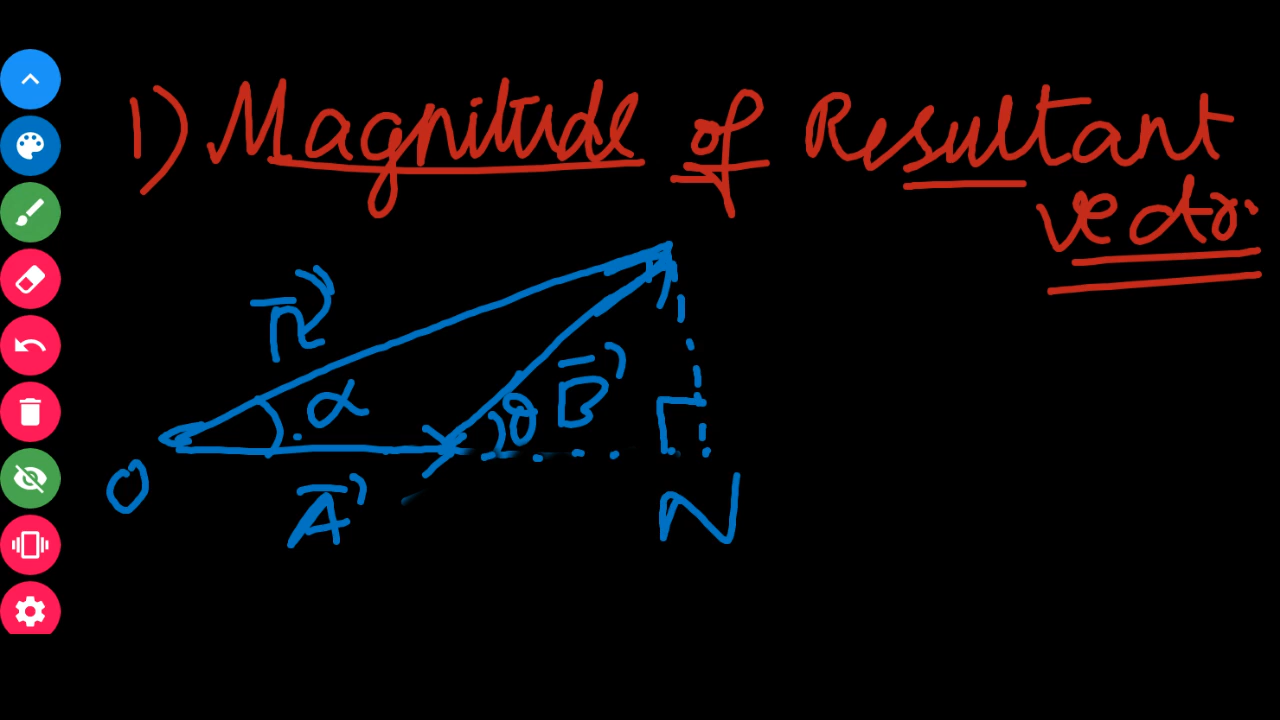 1) Magnitude of Resultant
vector
R
α
θ
B
O
A
N